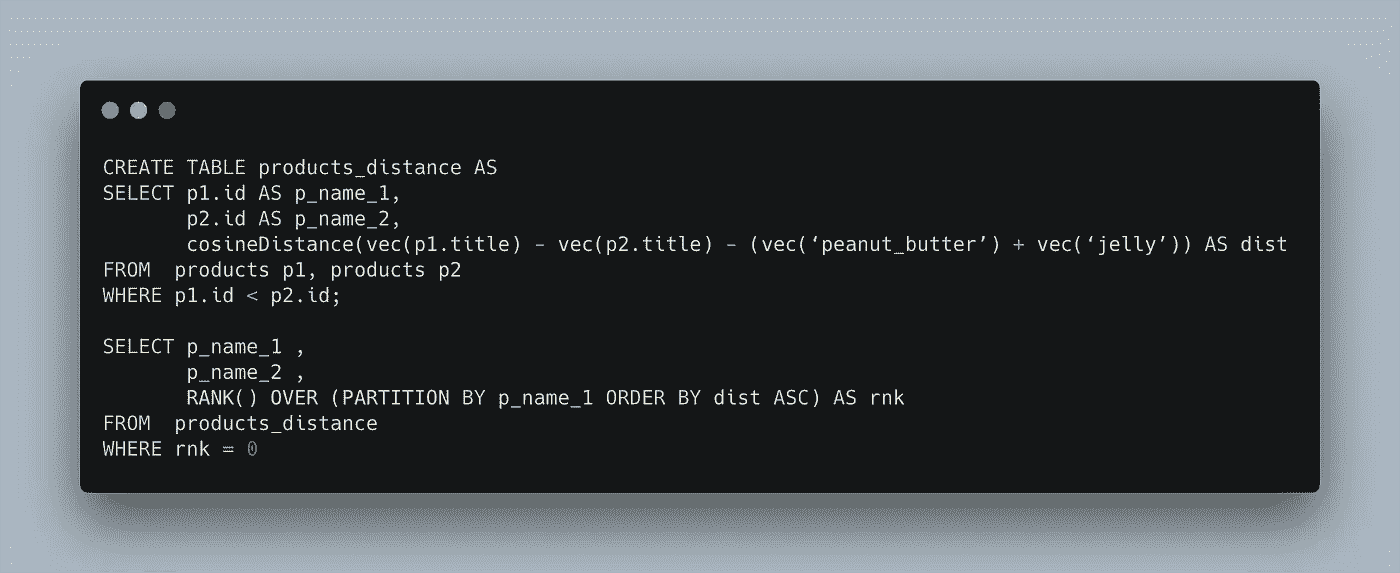 CREATE TABLE products_distance AS
SELECT p1.id AS p_name_1,
       p2.id AS p_name_2,
       cosineDistance(vec(p1.title) – vec(p2.title) – (vec(‘peanut_butter’) + vec(‘jelly’)) AS dist
FROM  products p1, products p2
WHERE p1.id < p2.id;

SELECT p_name_1 ,
       p_name_2 ,
       RANK() OVER (PARTITION BY p_name_1 ORDER BY dist ASC) AS rnk
FROM  products_distance
WHERE rnk = 0